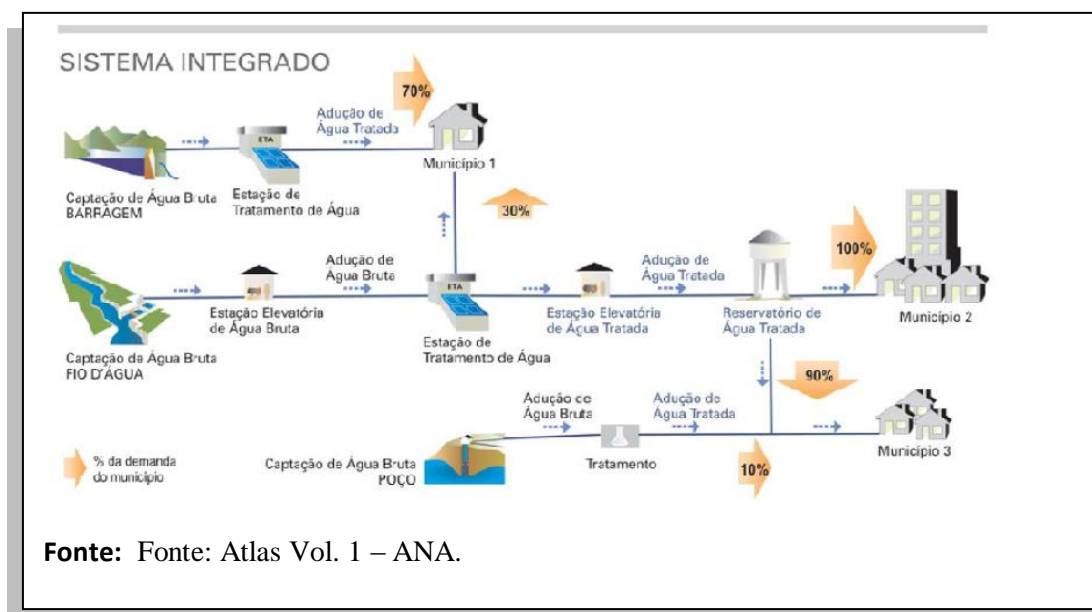 SISTEMA INTEGRADO
70%
Adução de
Água Tratada
ETA
Município 1
Captação de Água Bruta
BARRAGEM
Estação de
Tratamento de Água
30%
Adução de
Água Bruta
ETA
Adução de
Água Tratada
100%
Estação Elevatória
de Água Bruta
Estação Elevatória
de Água Tratada
Reservatório de
Água Tratada
Município 2
Captação de Água Bruta
FIO D'ÁGUA
Estação de
Tratamento de Água
90%
Adução de
Água Bruta
Adução de
Água Tratada
Município 3
Captação de Água Bruta
POÇO
Tratamento
10%
% da demanda
do município
Fonte: Fonte: Atlas Vol. 1 – ANA.